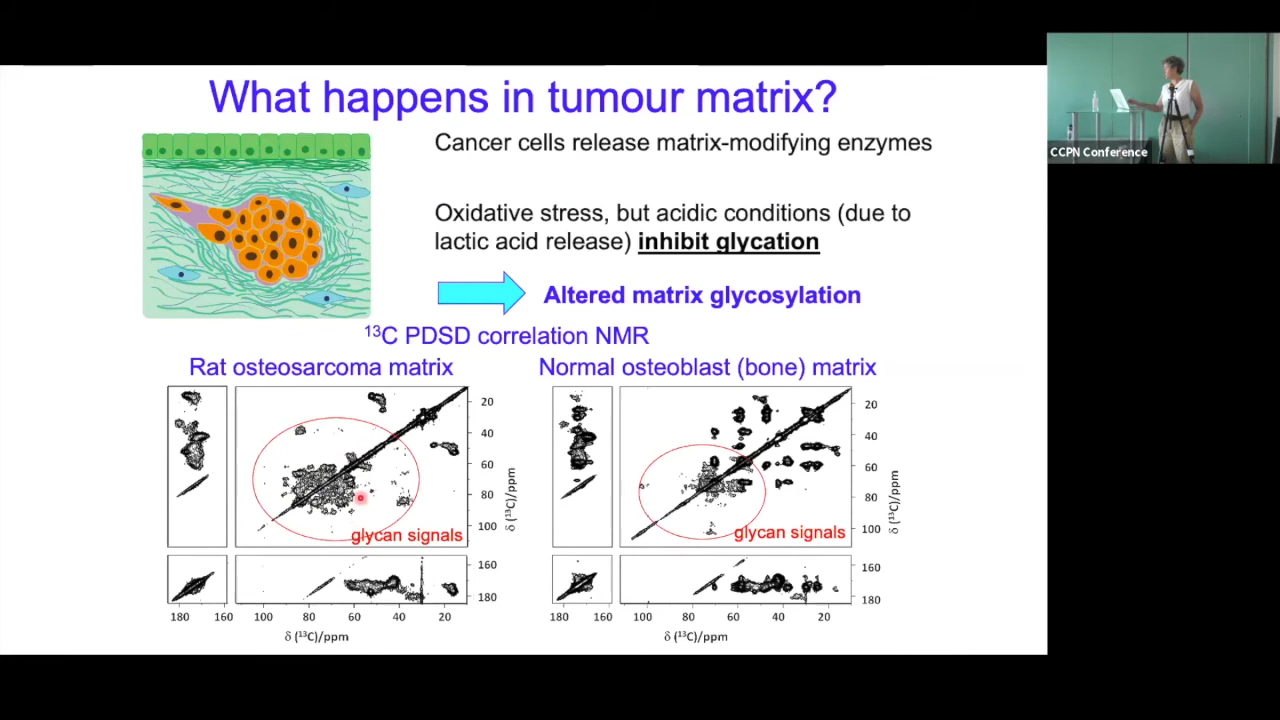 What happens in tumour matrix?
Cancer cells release matrix-modifying enzymes
Oxidative stress, but acidic conditions (due to
lactic acid release) inhibit glycation
Altered matrix glycosylation
¹³C PDSD correlation NMR
Rat osteosarcoma matrix
Normal osteoblast (bone) matrix
20
40
60
80
100
δ (¹³C)/ppm
glycan signals
160
180
180 160 100 80 60 40 20
δ (¹³C)/ppm
20
40
60
80
100
δ (¹³C)/ppm
glycan signals
160
180
180 160 100 80 60 40 20
δ (¹³C)/ppm
CCPN Conference